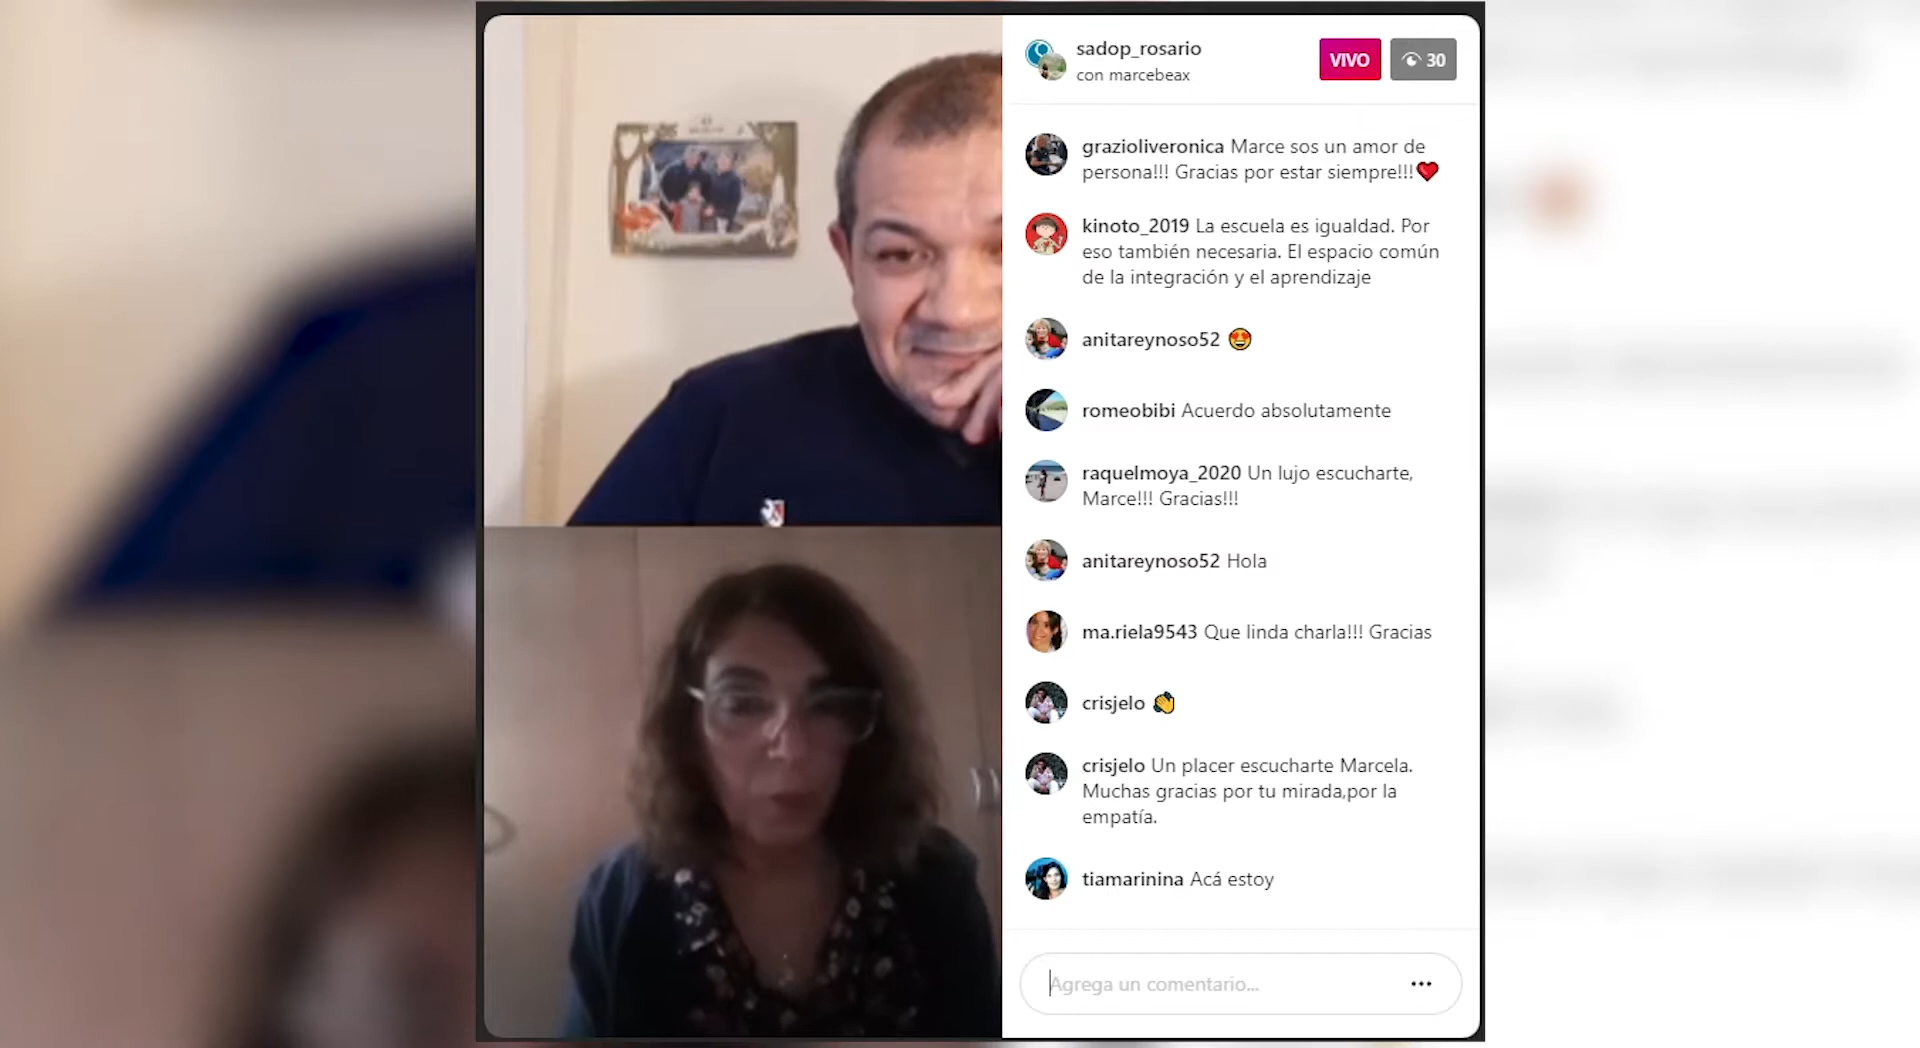 sadop_rosario
con marcebeax
VIVO
30
grazioliveronica Marce sos un amor de
persona!!! Gracias por estar siempre!!!❤️
kinoto_2019 La escuela es igualdad. Por
eso también necesaria. El espacio común
de la integración y el aprendizaje
anitareynoso52 😍
romeobibi Acuerdo absolutamente
raquelmoya_2020 Un lujo escucharte,
Marce!!! Gracias!!!
anitareynoso52 Hola
ma.riela9543 Que linda charla!!! Gracias
crisjelo 👏
crisjelo Un placer escucharte Marcela.
Muchas gracias por tu mirada,por la
empatía.
tiamarinina Acá estoy
Agrega un comentario...